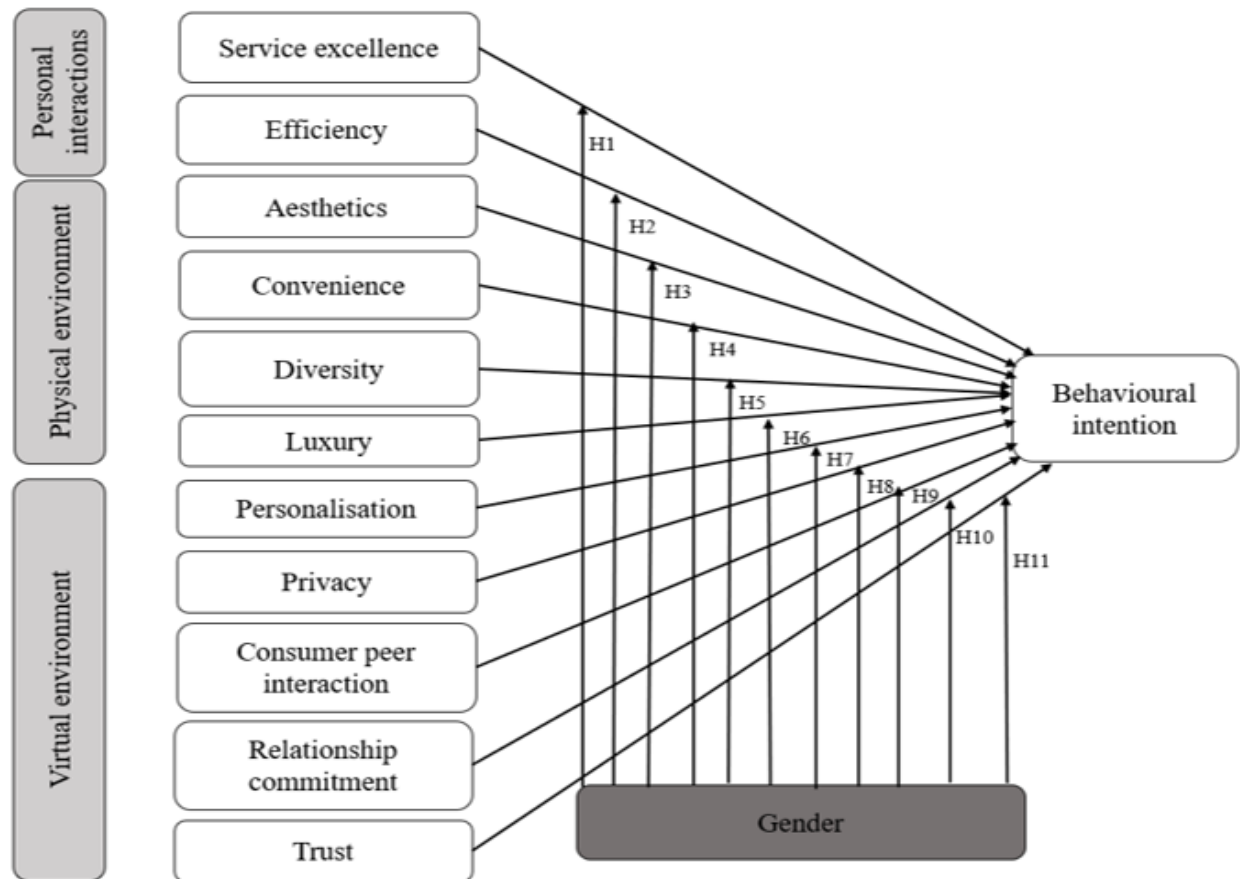 Personal
interactions
Physical environment
Virtual environment
Service excellence
Efficiency
Aesthetics
Convenience
Diversity
Luxury
Personalisation
Privacy
Consumer peer
interaction
Relationship
commitment
Trust
H1
H2
H3
H4
H5
H6
H7
H8
H9
H10
H11
Behavioural
intention
Gender